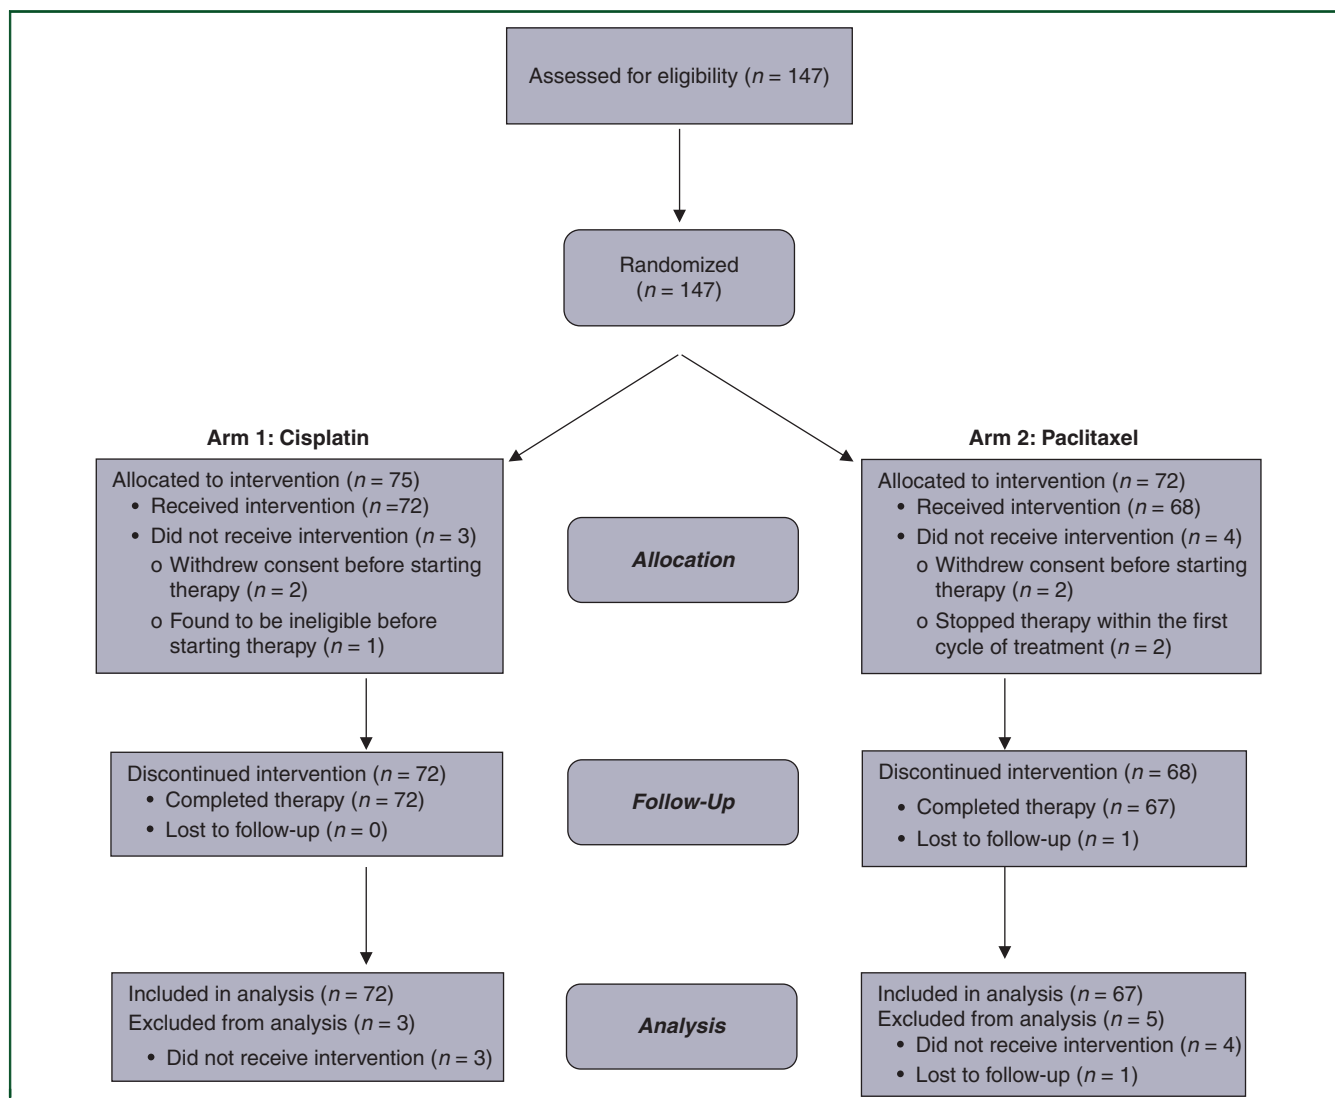 Assessed for eligibility (n = 147)
Randomized
(n = 147)
Arm 1: Cisplatin
Allocated to intervention (n = 75)
• Received intervention (n =72)
• Did not receive intervention (n = 3)
o Withdrew consent before starting
therapy (n = 2)
o Found to be ineligible before
starting therapy (n = 1)
Allocation
Arm 2: Paclitaxel
Allocated to intervention (n = 72)
• Received intervention (n = 68)
• Did not receive intervention (n = 4)
o Withdrew consent before starting
therapy (n = 2)
o Stopped therapy within the first
cycle of treatment (n = 2)
Discontinued intervention (n = 72)
• Completed therapy (n = 72)
• Lost to follow-up (n = 0)
Follow-Up
Discontinued intervention (n = 68)
• Completed therapy (n = 67)
• Lost to follow-up (n = 1)
Included in analysis (n = 72)
Excluded from analysis (n = 3)
• Did not receive intervention (n = 3)
Analysis
Included in analysis (n = 67)
Excluded from analysis (n = 5)
• Did not receive intervention (n = 4)
• Lost to follow-up (n = 1)